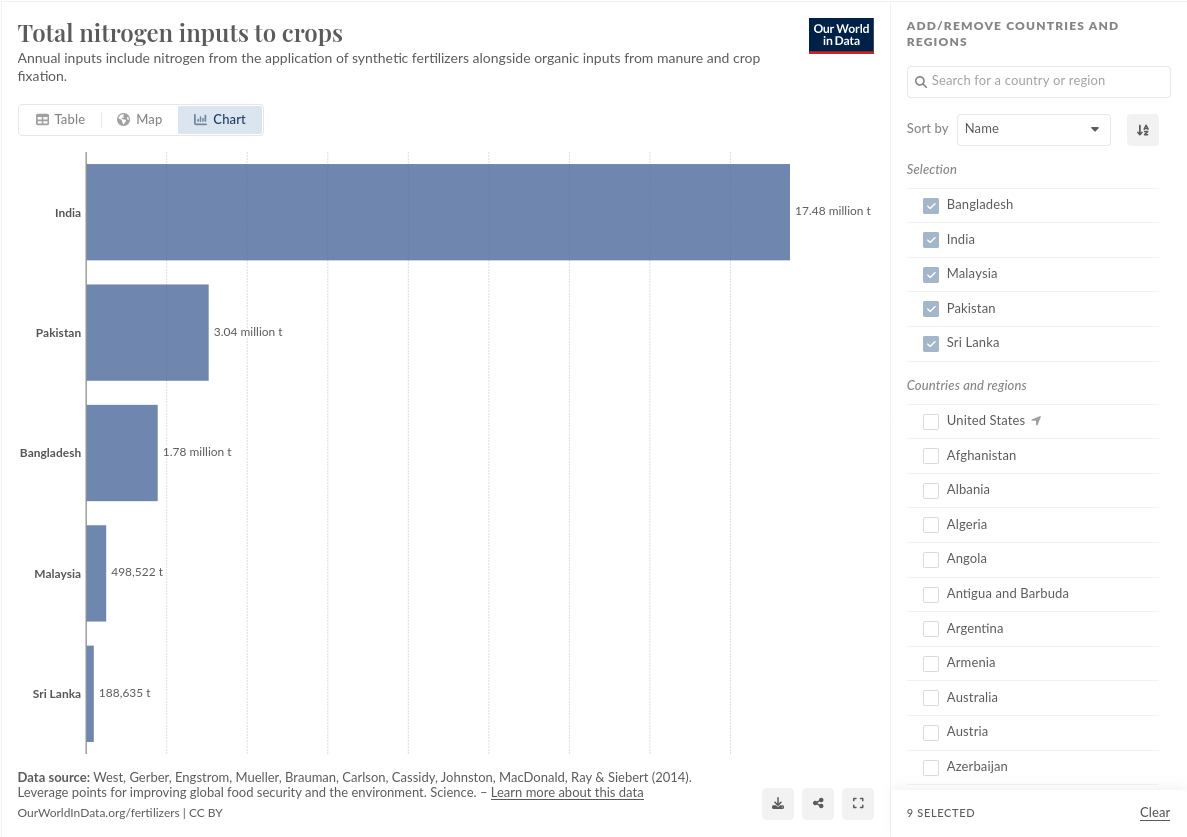 Total nitrogen inputs to crops
Annual inputs include nitrogen from the application of synthetic fertilizers alongside organic inputs from manure and crop
fixation.
Our World
in Data
Table
Map
Chart
India
17.48 million t
Pakistan
3.04 million t
Bangladesh
1.78 million t
Malaysia
498,522 t
Sri Lanka
188,635 t
Data source: West, Gerber, Engstrom, Mueller, Brauman, Carlson, Cassidy, Johnston, MacDonald, Ray & Siebert (2014).
Leverage points for improving global food security and the environment. Science. – Learn more about this data
OurWorldInData.org/fertilizers | CC BY
ADD/REMOVE COUNTRIES AND
REGIONS
Search for a country or region
Sort by
Name
Selection
Bangladesh
India
Malaysia
Pakistan
Sri Lanka
Countries and regions
United States
Afghanistan
Albania
Algeria
Angola
Antigua and Barbuda
Argentina
Armenia
Australia
Austria
Azerbaijan
9 SELECTED
Clear